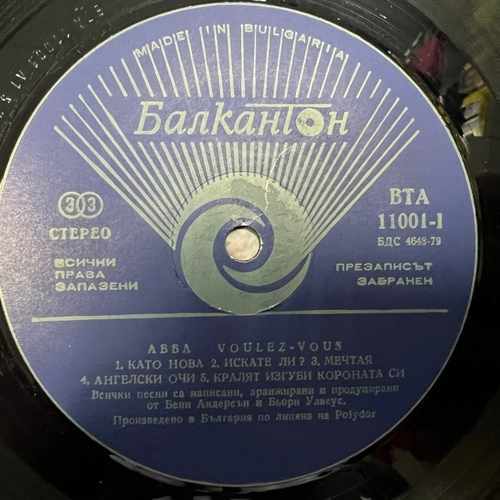 MADE IN BULGARIA
Балкантон
33
СТЕРЕО
ВТА
11001-I
БДС 4648-79
ВСИЧКИ
ПРАВА
ЗАПАЗЕНИ
ПРЕЗАПИСЪТ
ЗАБРАНЕН
ABBA VOULEZ-VOUS
1. КАТО НОВА 2. ИСКАТЕ ЛИ? 3. МЕЧТАЯ
4. АНГЕЛСКИ ОЧИ 5. КРАЛЯТ ИЗГУБИ КОРОНАТА СИ
Всички песни са написани, аранжирани и продуцирани
от Бени Андерсън и Бьорн Улвеус.
Произведено в България по лиценз на Polydor